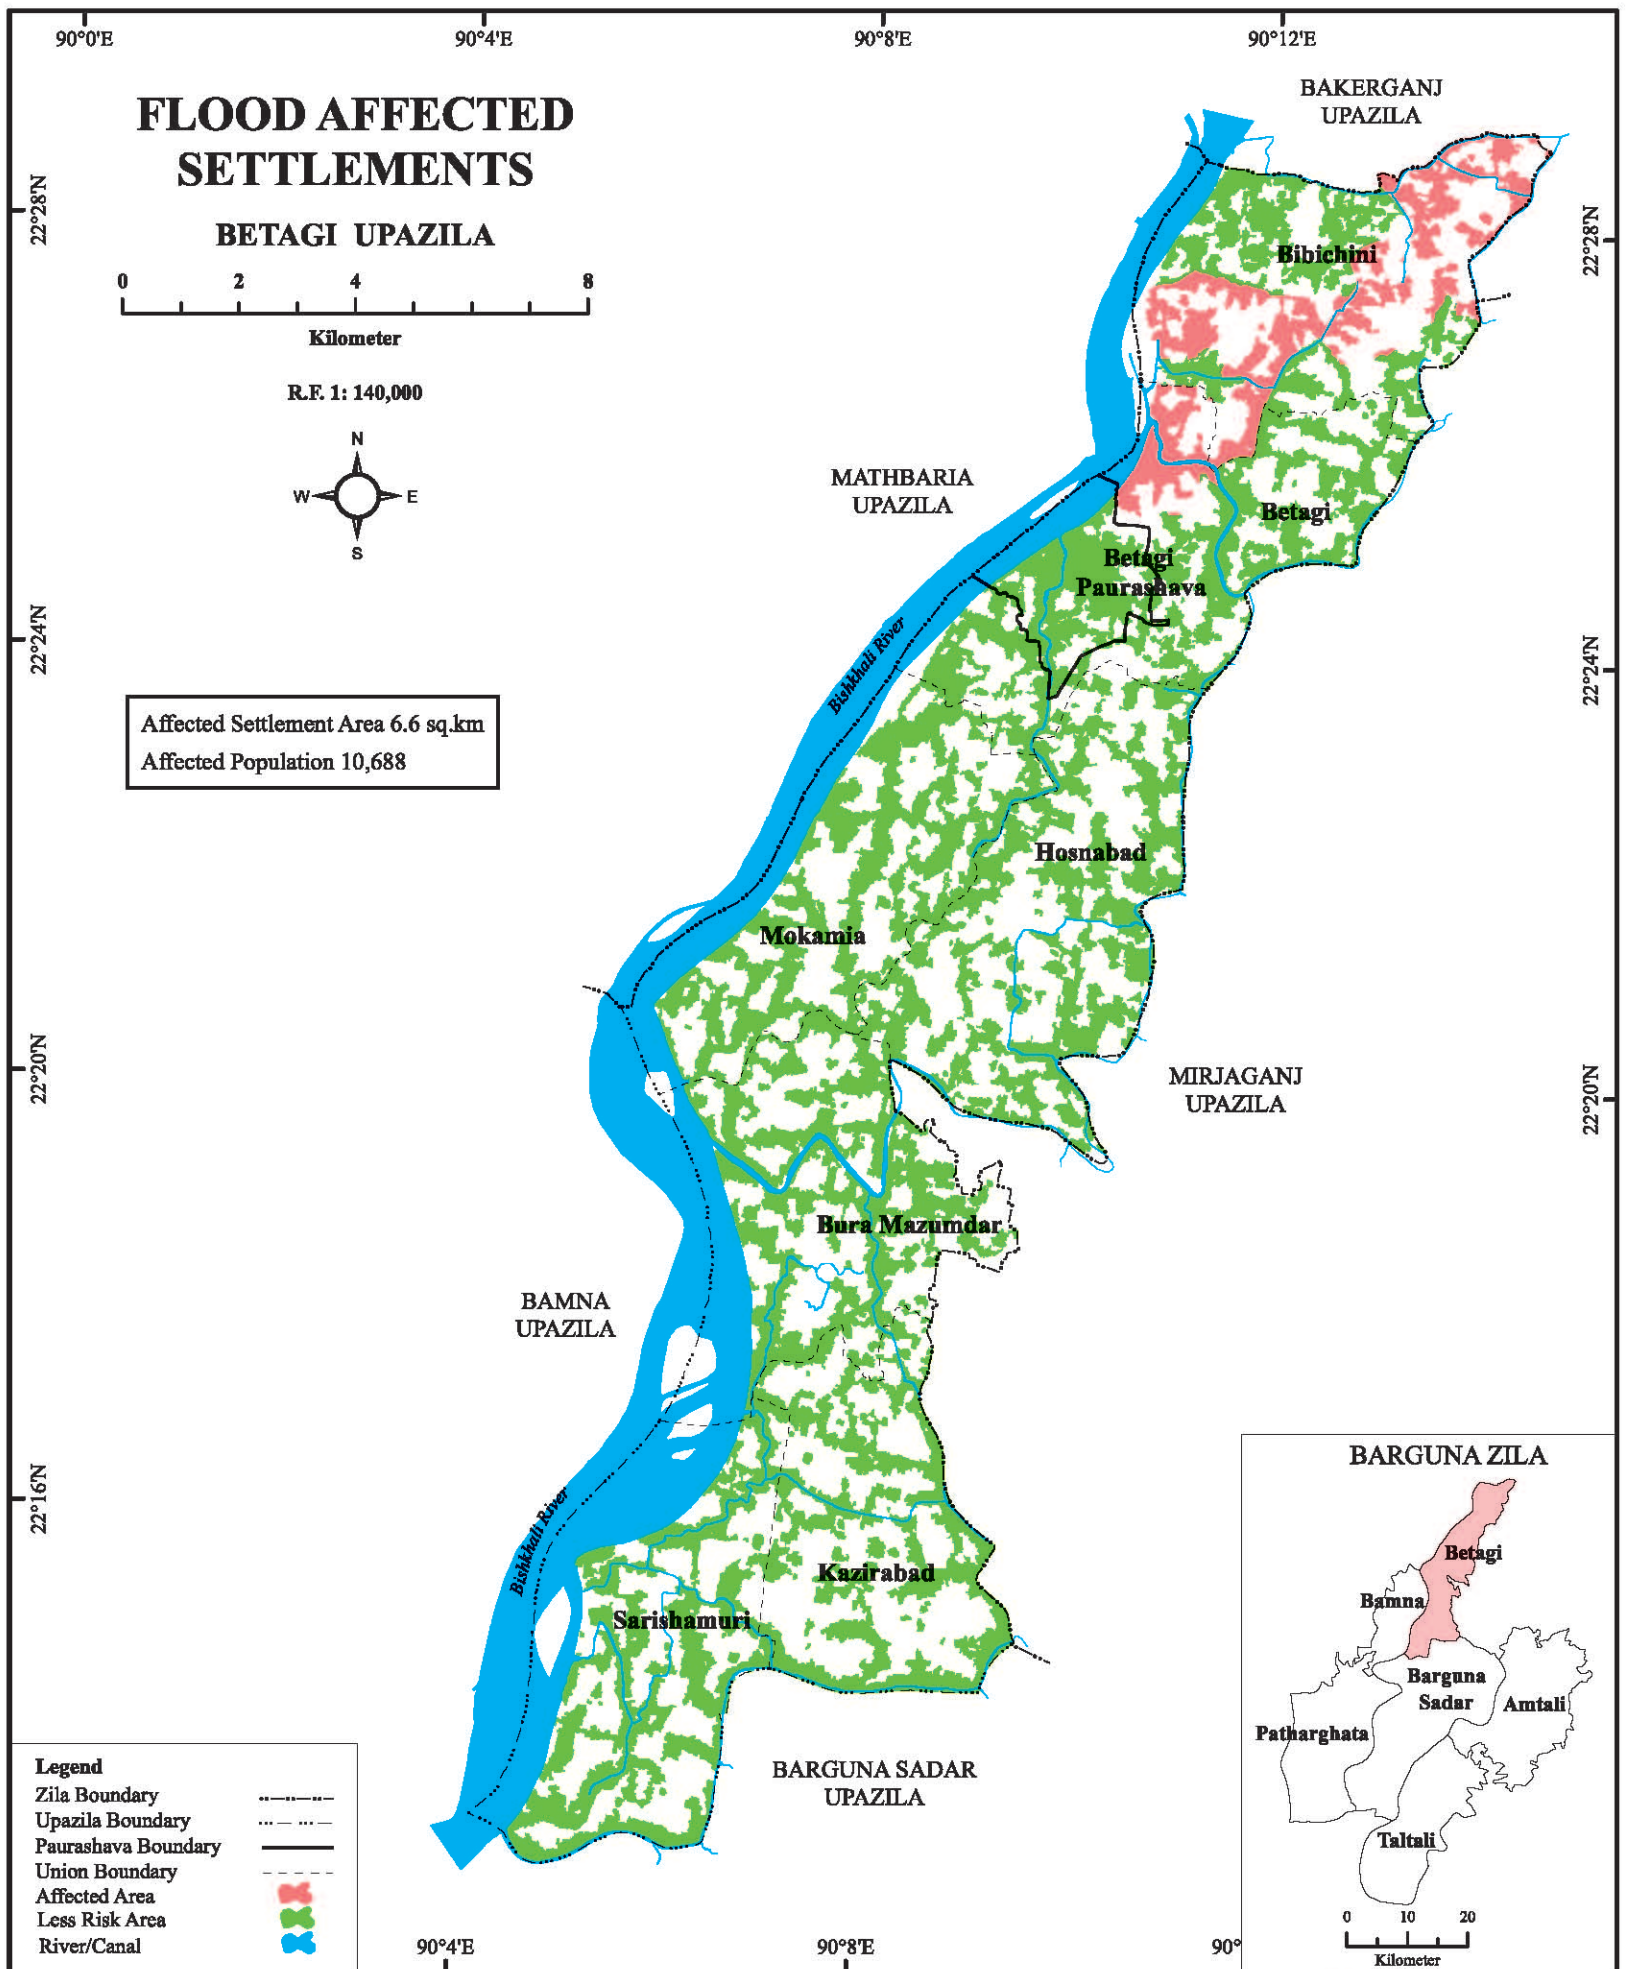 90°0'E
90°4'E
90°8'E
90°12'E
FLOOD AFFECTED
SETTLEMENTS
BETAGI UPAZILA
0 2 4 8
Kilometer
R.F. 1: 140,000
N
W
E
S
22°28'N
22°28'N
BAKERGANJ
UPAZILA
Bibichini
MATHBARIA
UPAZILA
Betagi
Betagi
Paurashava
22°24'N
22°24'N
Bishkhali River
Affected Settlement Area 6.6 sq.km
Affected Population 10,688
Hosnabad
Mokamia
22°20'N
22°20'N
MIRJAGANJ
UPAZILA
Bura Mazumdar
BAMNA
UPAZILA
22°16'N
Bishkhali River
Kazirabad
Sarishamuri
BARGUNA SADAR
UPAZILA
BARGUNA ZILA
Betagi
Bamna
Barguna
Sadar
Amtali
Patharghata
Taltali
0 10 20
Kilometer
Legend
Zila Boundary
Upazila Boundary
Paurashava Boundary
Union Boundary
Affected Area
Less Risk Area
River/Canal
90°4'E
90°8'E
90°